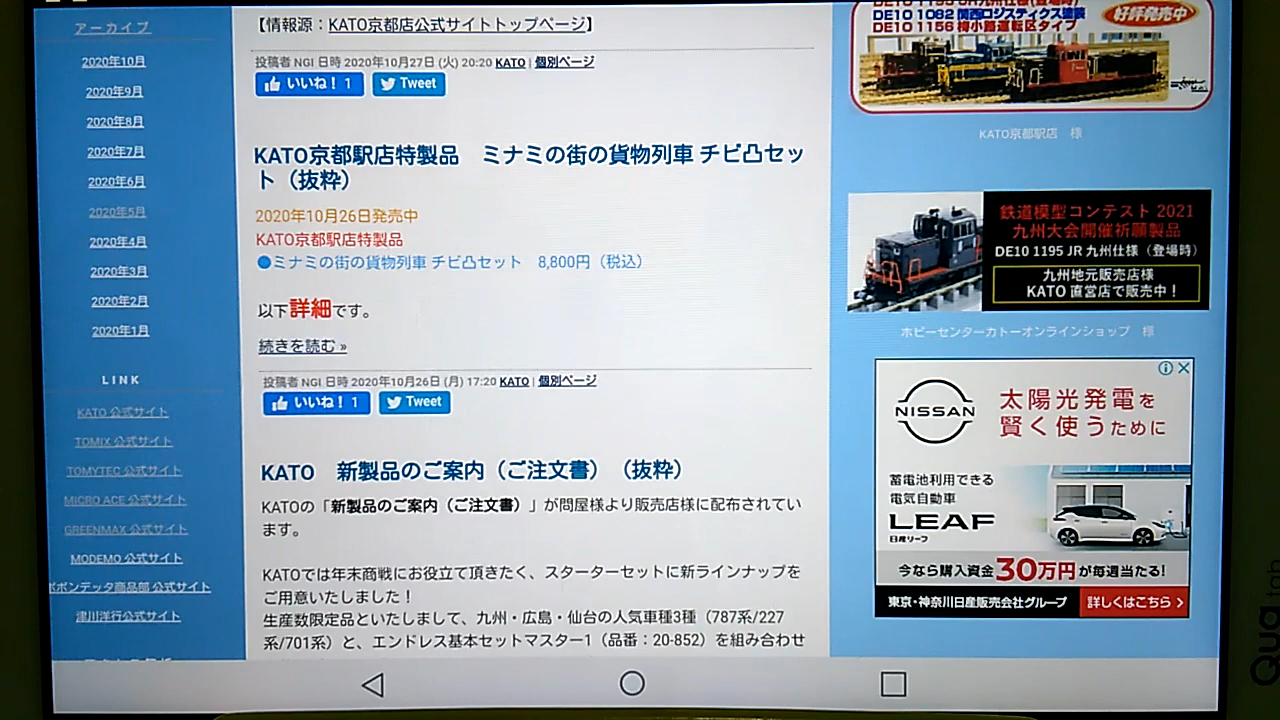 アーカイブ
2020年10月
2020年9月
2020年8月
2020年7月
2020年6月
2020年5月
2020年4月
2020年3月
2020年2月
2020年1月
LINK
KATO 公式サイト
TOMIX 公式サイト
TOMYTEC 公式サイト
MICRO ACE 公式サイト
GREENMAX 公式サイト
MODEMO 公式サイト
ポポンデッタ商品部 公式サイト
津川洋行公式サイト
【情報源：KATO京都店公式サイトトップページ】
投稿者 NGI 日時 2020年10月27日 (火) 20:20 KATO | 個別ページ
いいね！ 1 Tweet
KATO京都駅店特製品　ミナミの街の貨物列車 チビ凸セッ
ト（抜粋）
2020年10月26日発売中
KATO京都駅店特製品
●ミナミの街の貨物列車 チビ凸セット　8,800円（税込）
以下詳細です。
続きを読む »
投稿者 NGI 日時 2020年10月26日 (月) 17:20 KATO | 個別ページ
いいね！ 1 Tweet
KATO　新製品のご案内（ご注文書）（抜粋）
KATOの「新製品のご案内（ご注文書）」が問屋様より販売店様に配布されてい
ます。
KATOでは年末商戦にお役立て頂きたく、スターターセットに新ラインナップを
ご用意いたしました！
生産数限定品といたしまして、九州・広島・仙台の人気車種3種（787系/227
系/701系）と、エンドレス基本セットマスター1（品番：20-852）を組み合わせ
DE10 1082 関西ロジスティクス塗装
DE10 1156 梅小路運転区タイプ
好評発売中
KATO京都駅店　様
鉄道模型コンテスト 2021
九州大会開催祈願製品
DE10 1195 JR 九州仕様（登場時）
九州地元販売店様
KATO 直営店で販売中！
ホビーセンターカトーオンラインショップ　様
NISSAN
太陽光発電を
賢く使うために
蓄電池利用できる
電気自動車
LEAF
日産リーフ
今なら購入資金30万円が毎週当たる!
東京・神奈川日産販売会社グループ
詳しくはこちら
Qua tab